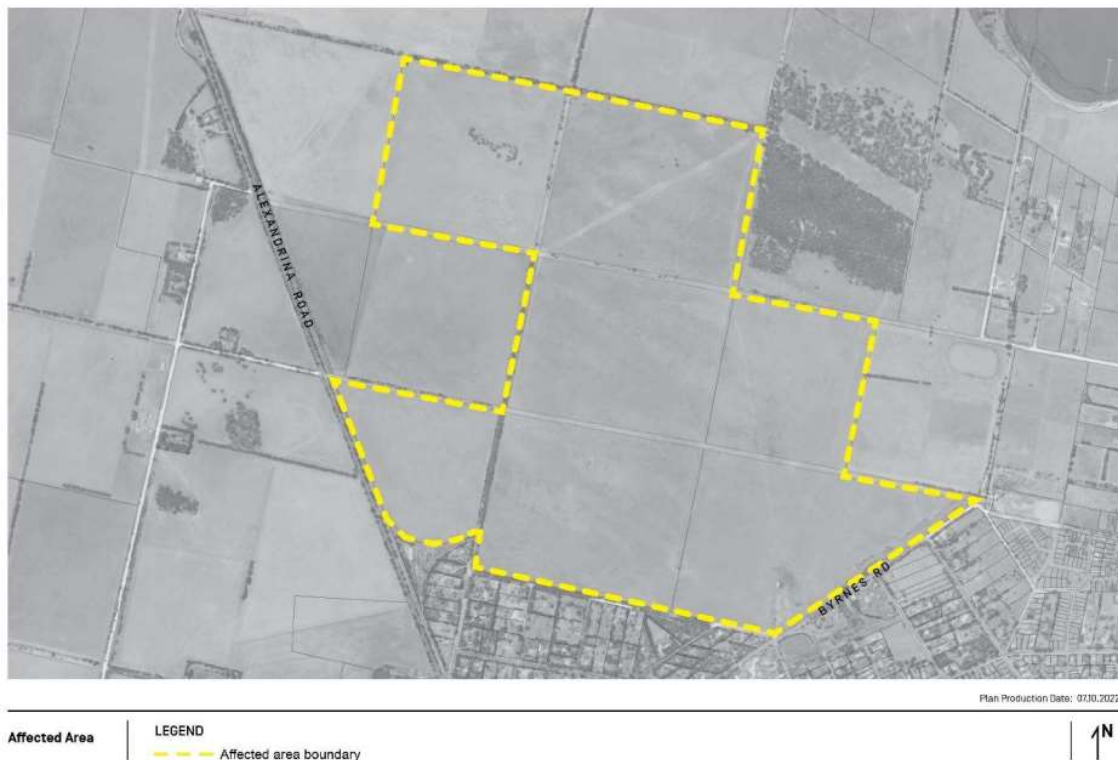 ALEXANDRINA ROAD
BYRNES RD
Plan Production Date: 07.10.2022
Affected Area
LEGEND
Affected area boundary
N